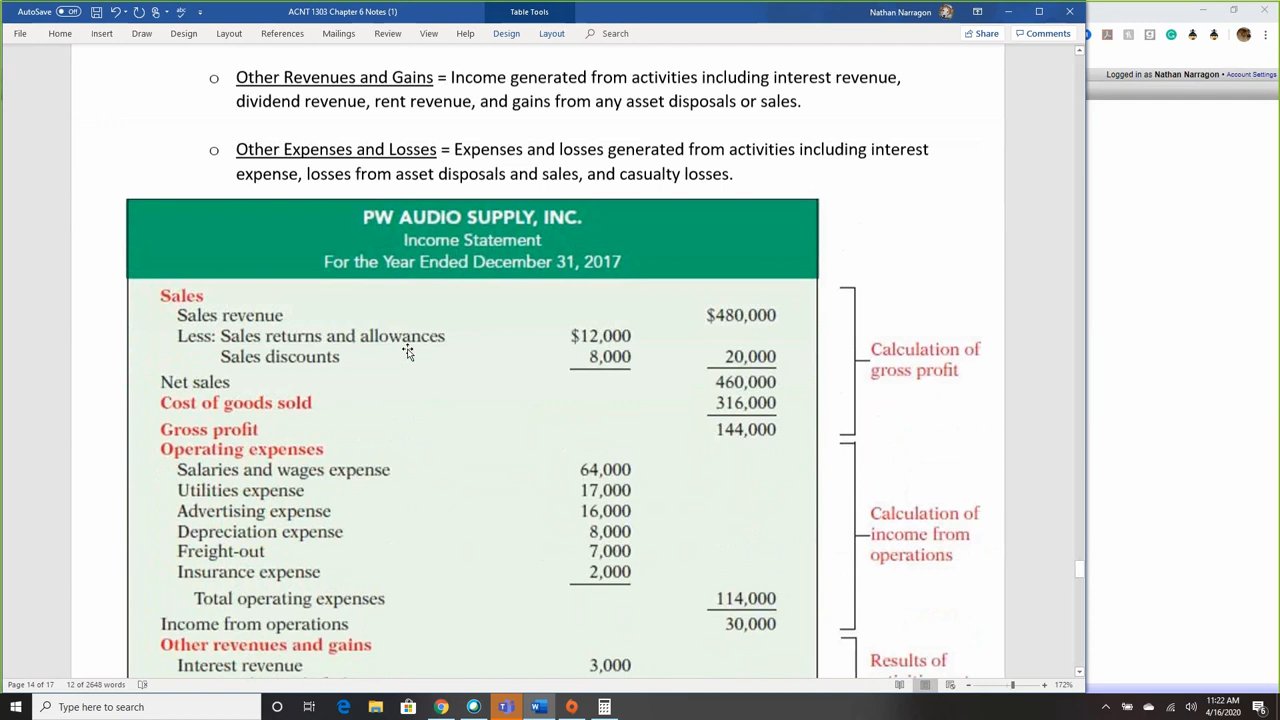 AutoSave Off ACNT 1303 Chapter 6 Notes (1) Table Tools Nathan Narragon
File Home Insert Draw Design Layout References Mailings Review View Help Design Layout Search Share Comments
Logged in as Nathan Narragon • Account Settings
o Other Revenues and Gains = Income generated from activities including interest revenue,
dividend revenue, rent revenue, and gains from any asset disposals or sales.
o Other Expenses and Losses = Expenses and losses generated from activities including interest
expense, losses from asset disposals and sales, and casualty losses.
PW AUDIO SUPPLY, INC.
Income Statement
For the Year Ended December 31, 2017
Sales
Sales revenue $480,000
Less: Sales returns and allowances $12,000
Sales discounts 8,000 20,000
Net sales 460,000
Cost of goods sold 316,000
Gross profit 144,000
Calculation of
gross profit
Operating expenses
Salaries and wages expense 64,000
Utilities expense 17,000
Advertising expense 16,000
Depreciation expense 8,000
Freight-out 7,000
Insurance expense 2,000
Total operating expenses 114,000
Income from operations 30,000
Calculation of
income from
operations
Other revenues and gains
Interest revenue 3,000
Results of
Page 14 of 17 12 of 2648 words 172%
Type here to search
11:22 AM
4/16/2020